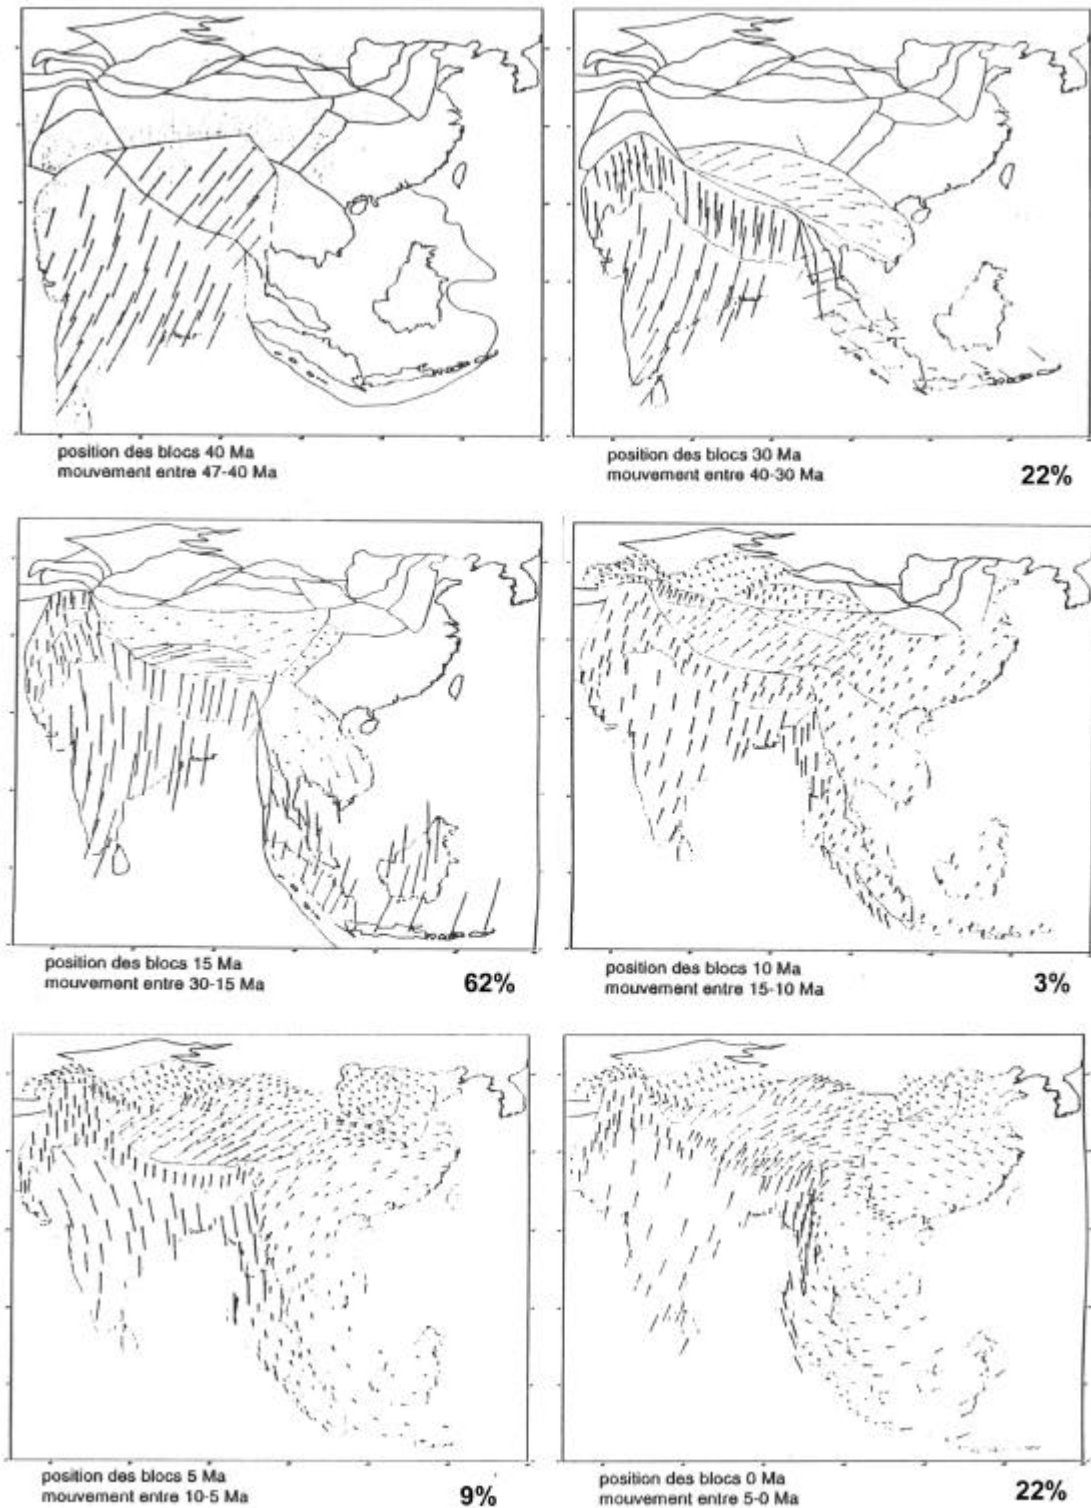 position des blocs 40 Ma
mouvement entre 47-40 Ma
position des blocs 30 Ma
mouvement entre 40-30 Ma
22%
position des blocs 15 Ma
mouvement entre 30-15 Ma
62%
position des blocs 10 Ma
mouvement entre 15-10 Ma
3%
position des blocs 5 Ma
mouvement entre 10-5 Ma
9%
position des blocs 0 Ma
mouvement entre 5-0 Ma
22%